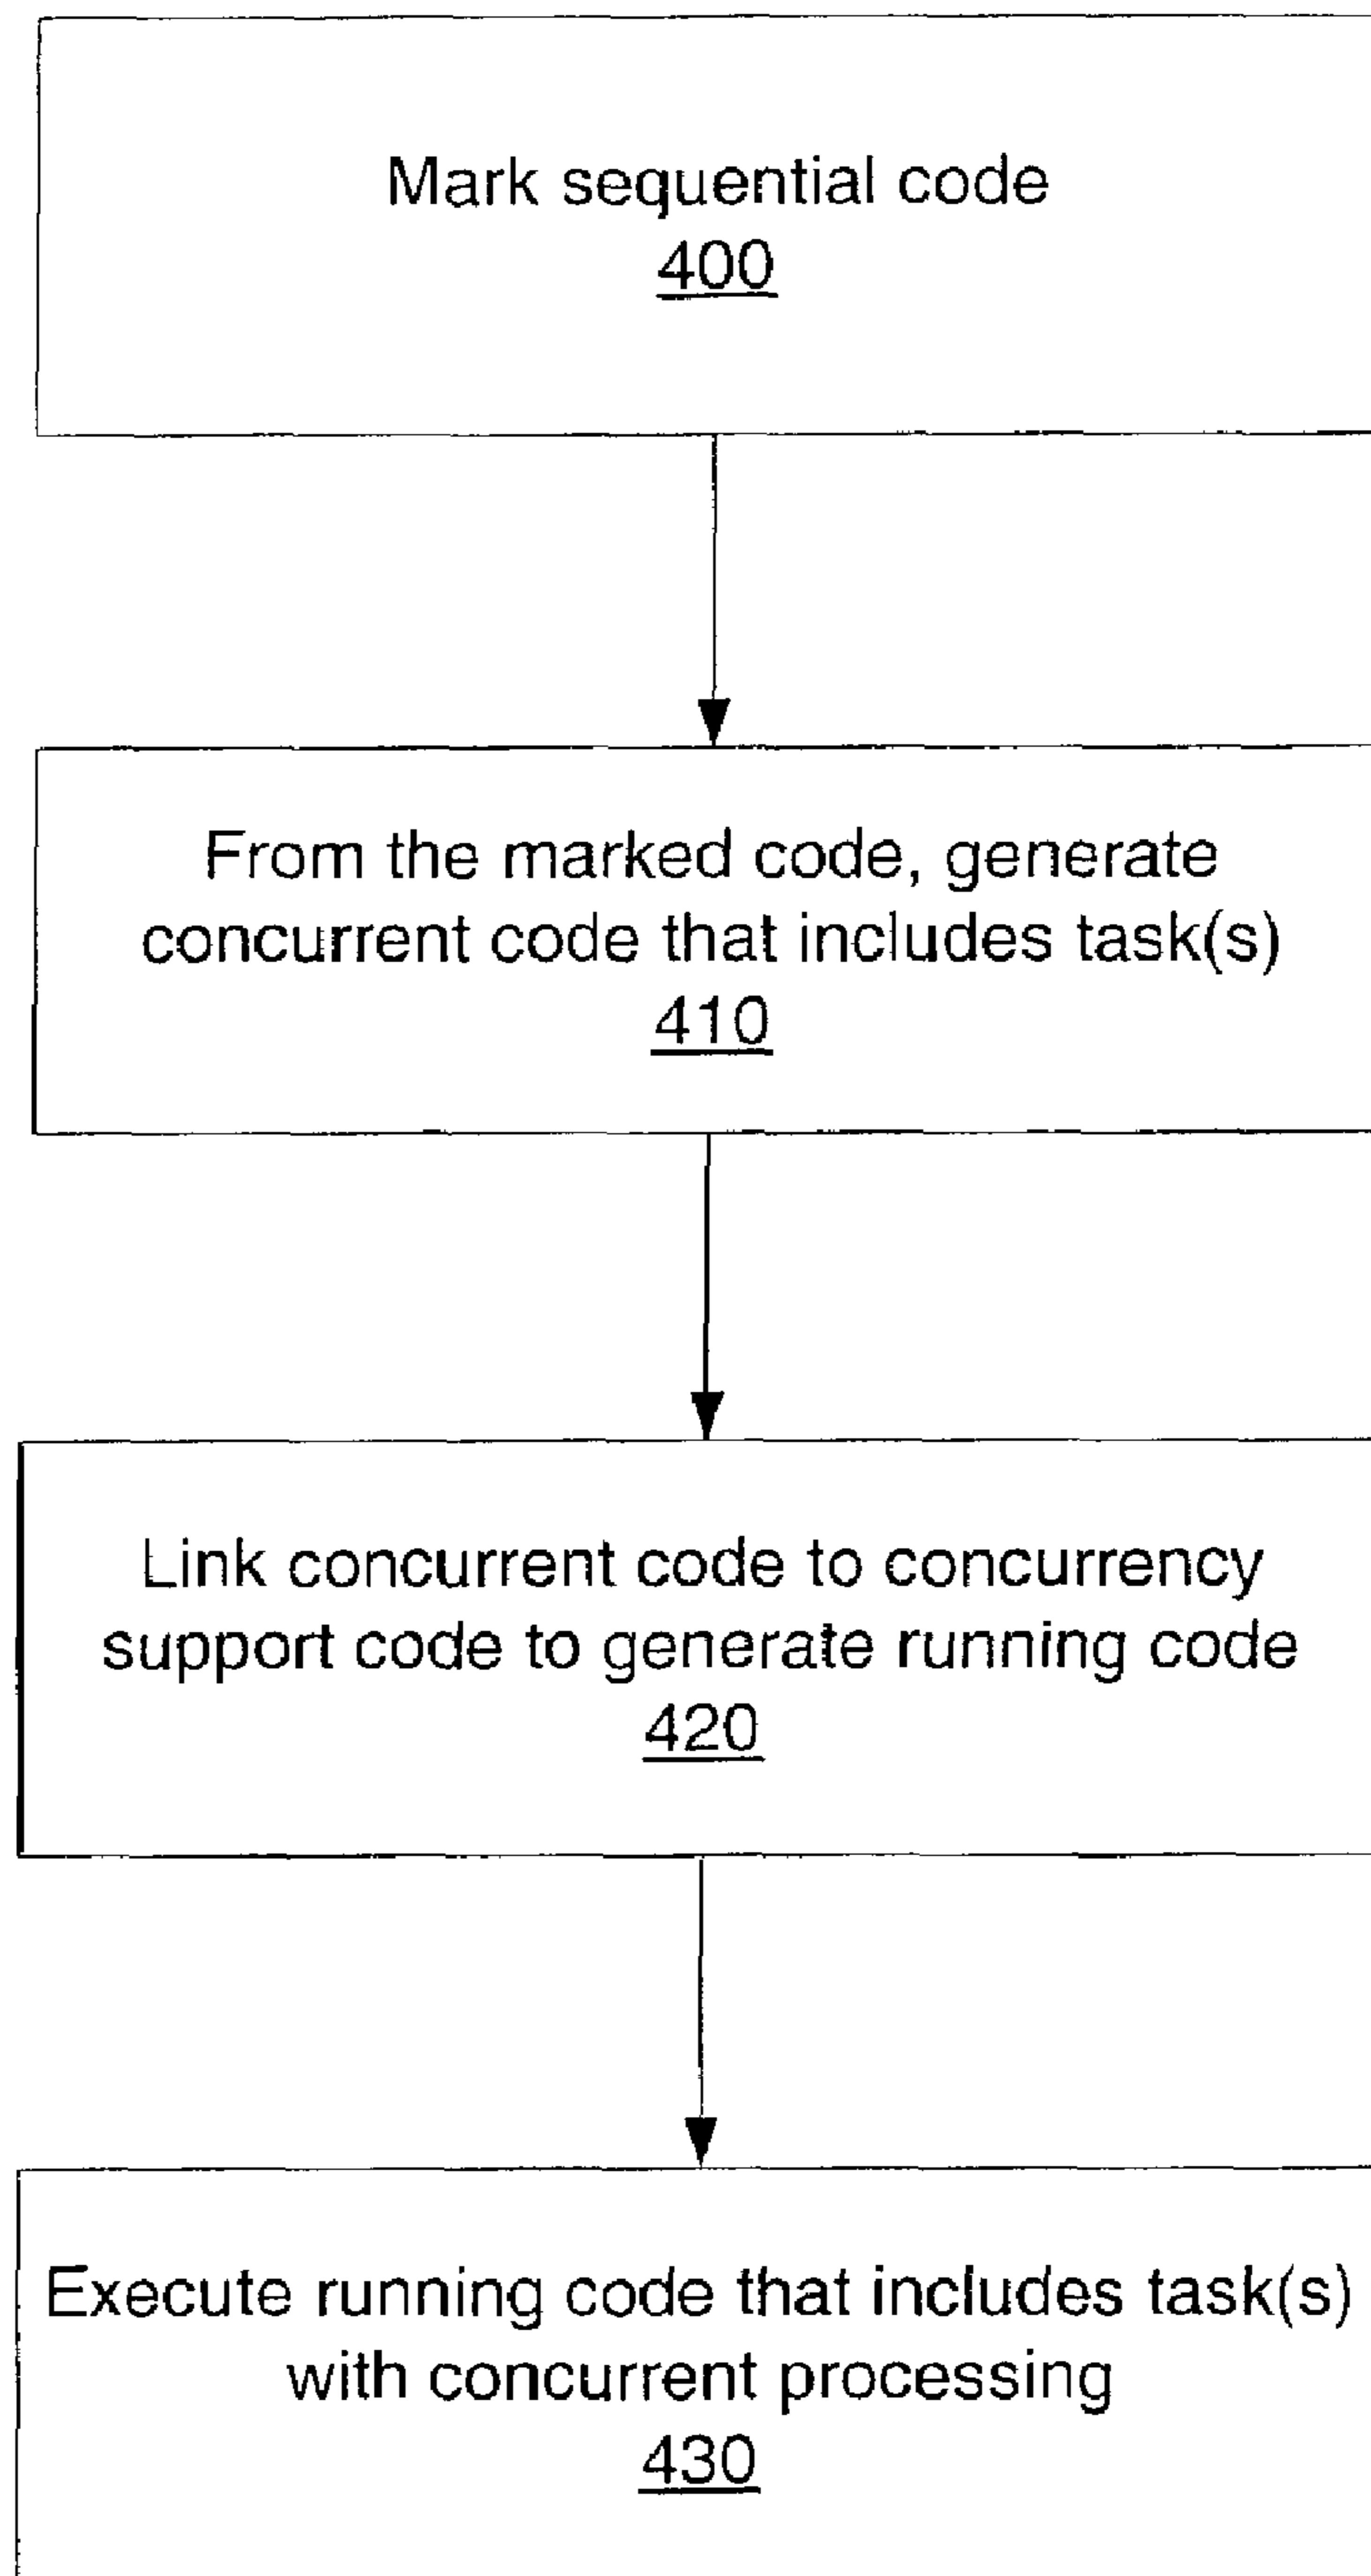 Mark sequential code
400
From the marked code, generate
concurrent code that includes task(s)
410
Link concurrent code to concurrency
support code to generate running code
420
Execute running code that includes task(s)
with concurrent processing
430